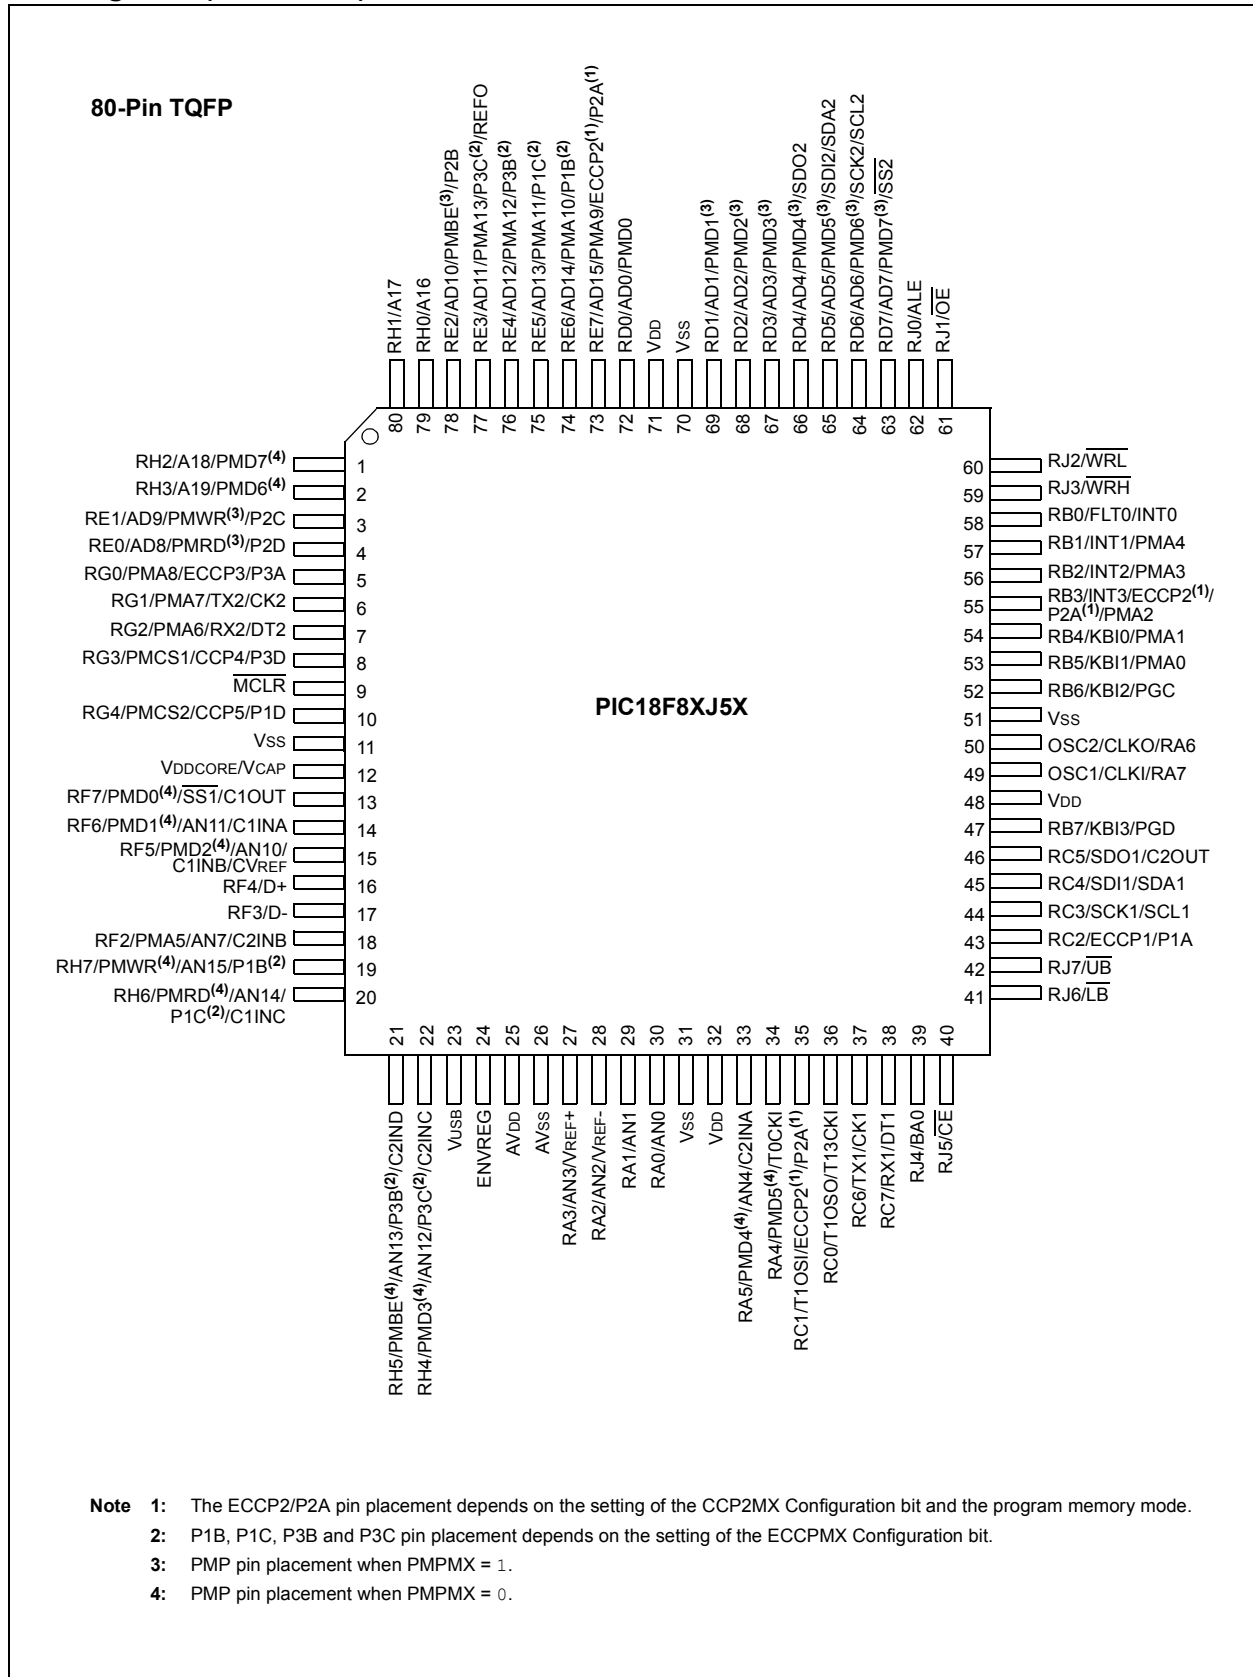 80-Pin TQFP
RH1/A17
RH0/A16
RE2/AD10/PMBE(3)/P2B
RE3/AD11/PMA13/P3C(2)/REFO
RE4/AD12/PMA12/P3B(2)
RE5/AD13/PMA11/P1C(2)
RE6/AD14/PMA10/P1B(2)
RE7/AD15/PMA9/ECCP2(1)/P2A(1)
RD0/AD0/PMD0
VDD
VSS
RD1/AD1/PMD1(3)
RD2/AD2/PMD2(3)
RD3/AD3/PMD3(3)
RD4/AD4/PMD4(3)/SDO2
RD5/AD5/PMD5(3)/SDI2/SDA2
RD6/AD6/PMD6(3)/SCK2/SCL2
RD7/AD7/PMD7(3)/SS2
RJ0/ALE
RJ1/OE
80 79 78 77 76 75 74 73 72 71 70 69 68 67 66 65 64 63 62 61
RH2/A18/PMD7(4) 1
RH3/A19/PMD6(4) 2
RE1/AD9/PMWR(3)/P2C 3
RE0/AD8/PMRD(3)/P2D 4
RG0/PMA8/ECCP3/P3A 5
RG1/PMA7/TX2/CK2 6
RG2/PMA6/RX2/DT2 7
RG3/PMCS1/CCP4/P3D 8
MCLR 9
RG4/PMCS2/CCP5/P1D 10
VSS 11
VDDCORE/VCAP 12
RF7/PMD0(4)/SS1/C1OUT 13
RF6/PMD1(4)/AN11/C1INA 14
RF5/PMD2(4)/AN10/
C1INB/CVREF 15
RF4/D+ 16
RF3/D- 17
RF2/PMA5/AN7/C2INB 18
RH7/PMWR(4)/AN15/P1B(2) 19
RH6/PMRD(4)/AN14/ 20
P1C(2)/C1INC
PIC18F8XJ5X
60 RJ2/WRL
59 RJ3/WRH
58 RB0/FLT0/INT0
57 RB1/INT1/PMA4
56 RB2/INT2/PMA3
55 RB3/INT3/ECCP2(1)/
P2A(1)/PMA2
54 RB4/KBI0/PMA1
53 RB5/KBI1/PMA0
52 RB6/KBI2/PGC
51 VSS
50 OSC2/CLKO/RA6
49 OSC1/CLKI/RA7
48 VDD
47 RB7/KBI3/PGD
46 RC5/SDO1/C2OUT
45 RC4/SDI1/SDA1
44 RC3/SCK1/SCL1
43 RC2/ECCP1/P1A
42 RJ7/UB
41 RJ6/LB
21 22 23 24 25 26 27 28 29 30 31 32 33 34 35 36 37 38 39 40
RH5/PMBE(4)/AN13/P3B(2)/C2IND
RH4/PMD3(4)/AN12/P3C(2)/C2INC
VUSB
ENVREG
AVDD
AVSS
RA3/AN3/VREF+
RA2/AN2/VREF-
RA1/AN1
RA0/AN0
VSS
VDD
RA5/PMD4(4)/AN4/C2INA
RA4/PMD5(4)/T0CKI
RC1/T1OSI/ECCP2(1)/P2A(1)
RC0/T1OSO/T13CKI
RC6/TX1/CK1
RC7/RX1/DT1
RJ4/BA0
RJ5/CE
Note 1: The ECCP2/P2A pin placement depends on the setting of the CCP2MX Configuration bit and the program memory mode.
2: P1B, P1C, P3B and P3C pin placement depends on the setting of the ECCPMX Configuration bit.
3: PMP pin placement when PMPMX = 1.
4: PMP pin placement when PMPMX = 0.